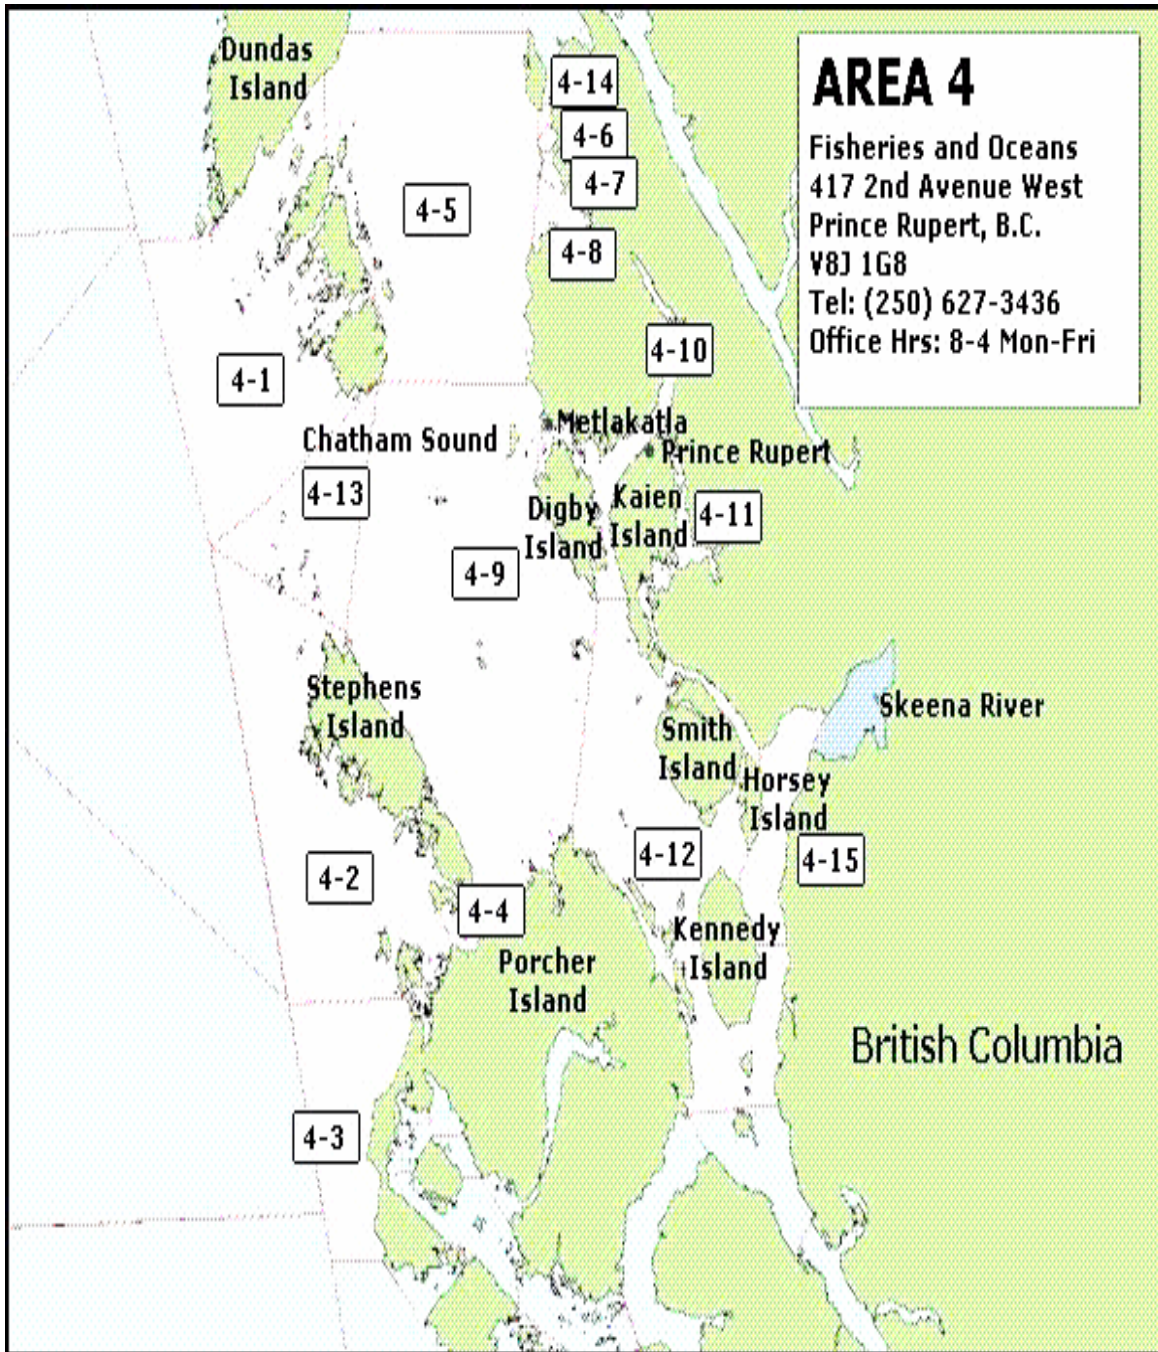 Dundas
Island
4-14
4-6
4-7
4-5
4-8
AREA 4
Fisheries and Oceans
417 2nd Avenue West
Prince Rupert, B.C.
V8J 1G8
Tel: (250) 627-3436
Office Hrs: 8-4 Mon-Fri
4-10
4-1
Metlakatla
Chatham Sound
Prince Rupert
4-13
Digby
Island
Kaien
Island
4-11
4-9
Stephens
Island
Skeena River
Smith
Island
Horsey
Island
4-12
4-15
4-2
4-4
Kennedy
Island
Porcher
Island
British Columbia
4-3